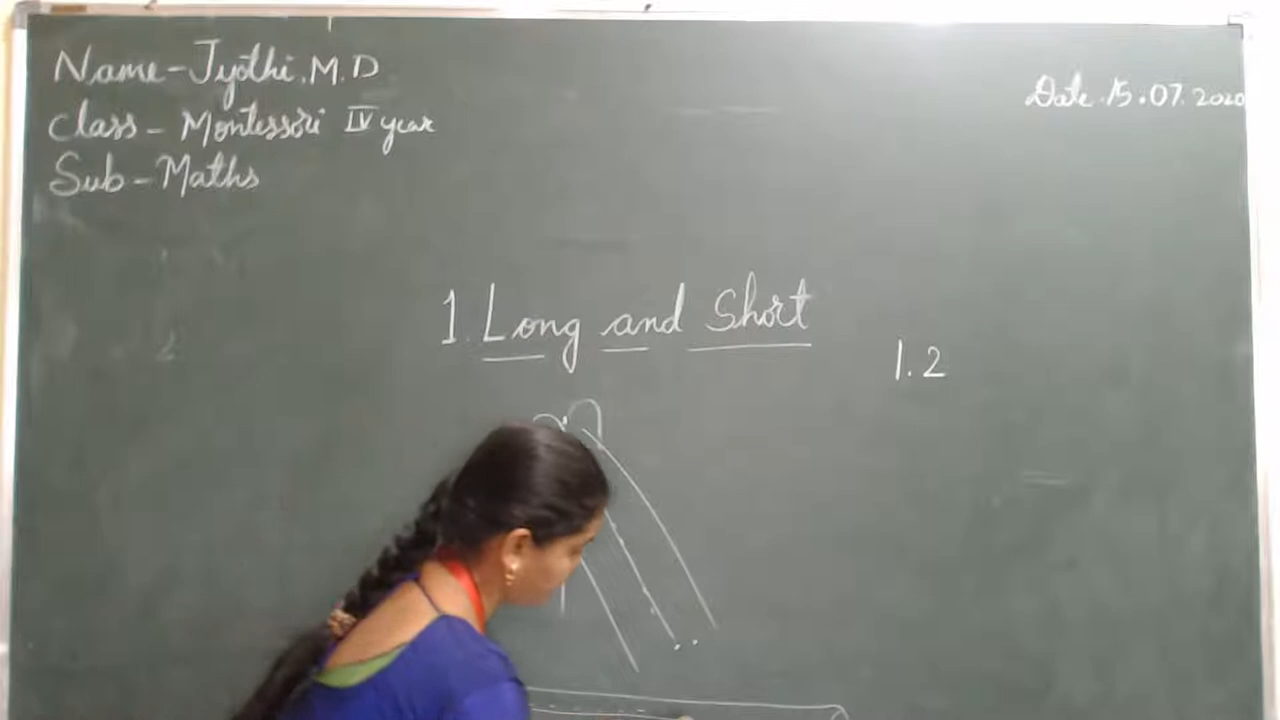 Name-Jyothi.M.D
Class - Montessori IV year
Sub-Maths
Date.15.07.2020
1. Long and Short
1.2